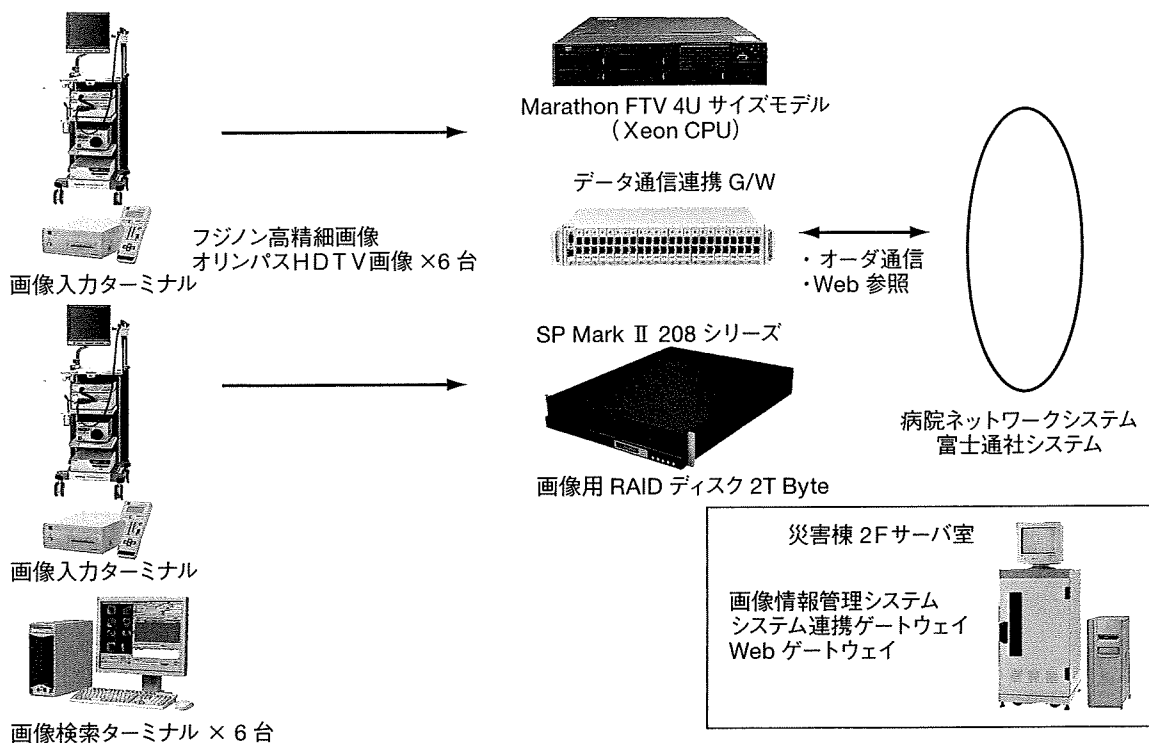 Marathon FTV 4U サイズモデル
(Xeon CPU)
データ通信連携 G/W
フジノン高精細画像
オリンパスHDTV画像 ×6 台
画像入力ターミナル
・オーダ通信
・Web 参照
SP Mark Ⅱ 208 シリーズ
病院ネットワークシステム
富士通社システム
画像用 RAID ディスク 2T Byte
画像入力ターミナル
災害棟 2Fサーバ室
画像情報管理システム
システム連携ゲートウェイ
Web ゲートウェイ
画像検索ターミナル × 6 台